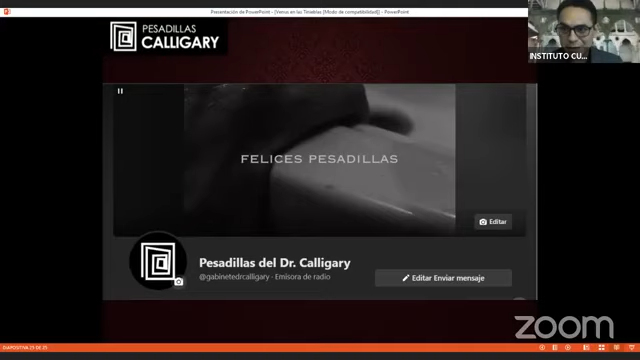 Presentación de PowerPoint - [Venus en las Tinieblas [Modo de compatibilidad]] - PowerPoint
PESADILLAS
CALLIGARY
INSTITUTO CU...
FELICES PESADILLAS
Editar
Pesadillas del Dr. Calligary
@gabinetedrcalligary · Emisora de radio
Editar Enviar mensaje
zoom
DIAPOSITIVA 25 DE 25